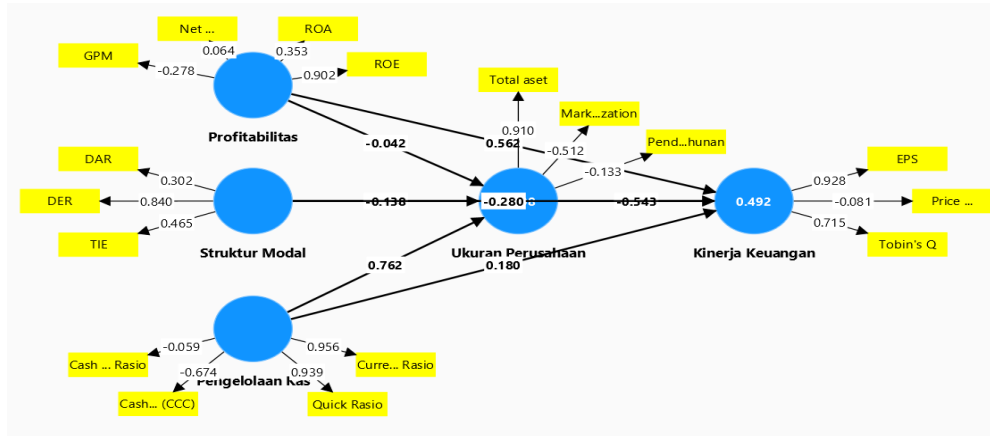 Net ...
ROA
GPM
0.064
0.353
ROE
-0.278
0.902
Profitabilitas
Total aset
Mark...zation
0.910
Pend...hunan
-0.042
0.562
-0.512
-0.133
DAR
0.302
DER
0.840
TIE
0.465
Struktur Modal
-0.138
-0.280
-0.543
0.492
Ukuran Perusahaan
Kinerja Keuangan
EPS
0.928
-0.081
Price ...
0.715
Tobin's Q
0.762
0.180
-0.059
0.956
Cash ... Rasio
Curre... Rasio
-0.674
0.939
Pengelolaan Kas
Cash... (CCC)
Quick Rasio